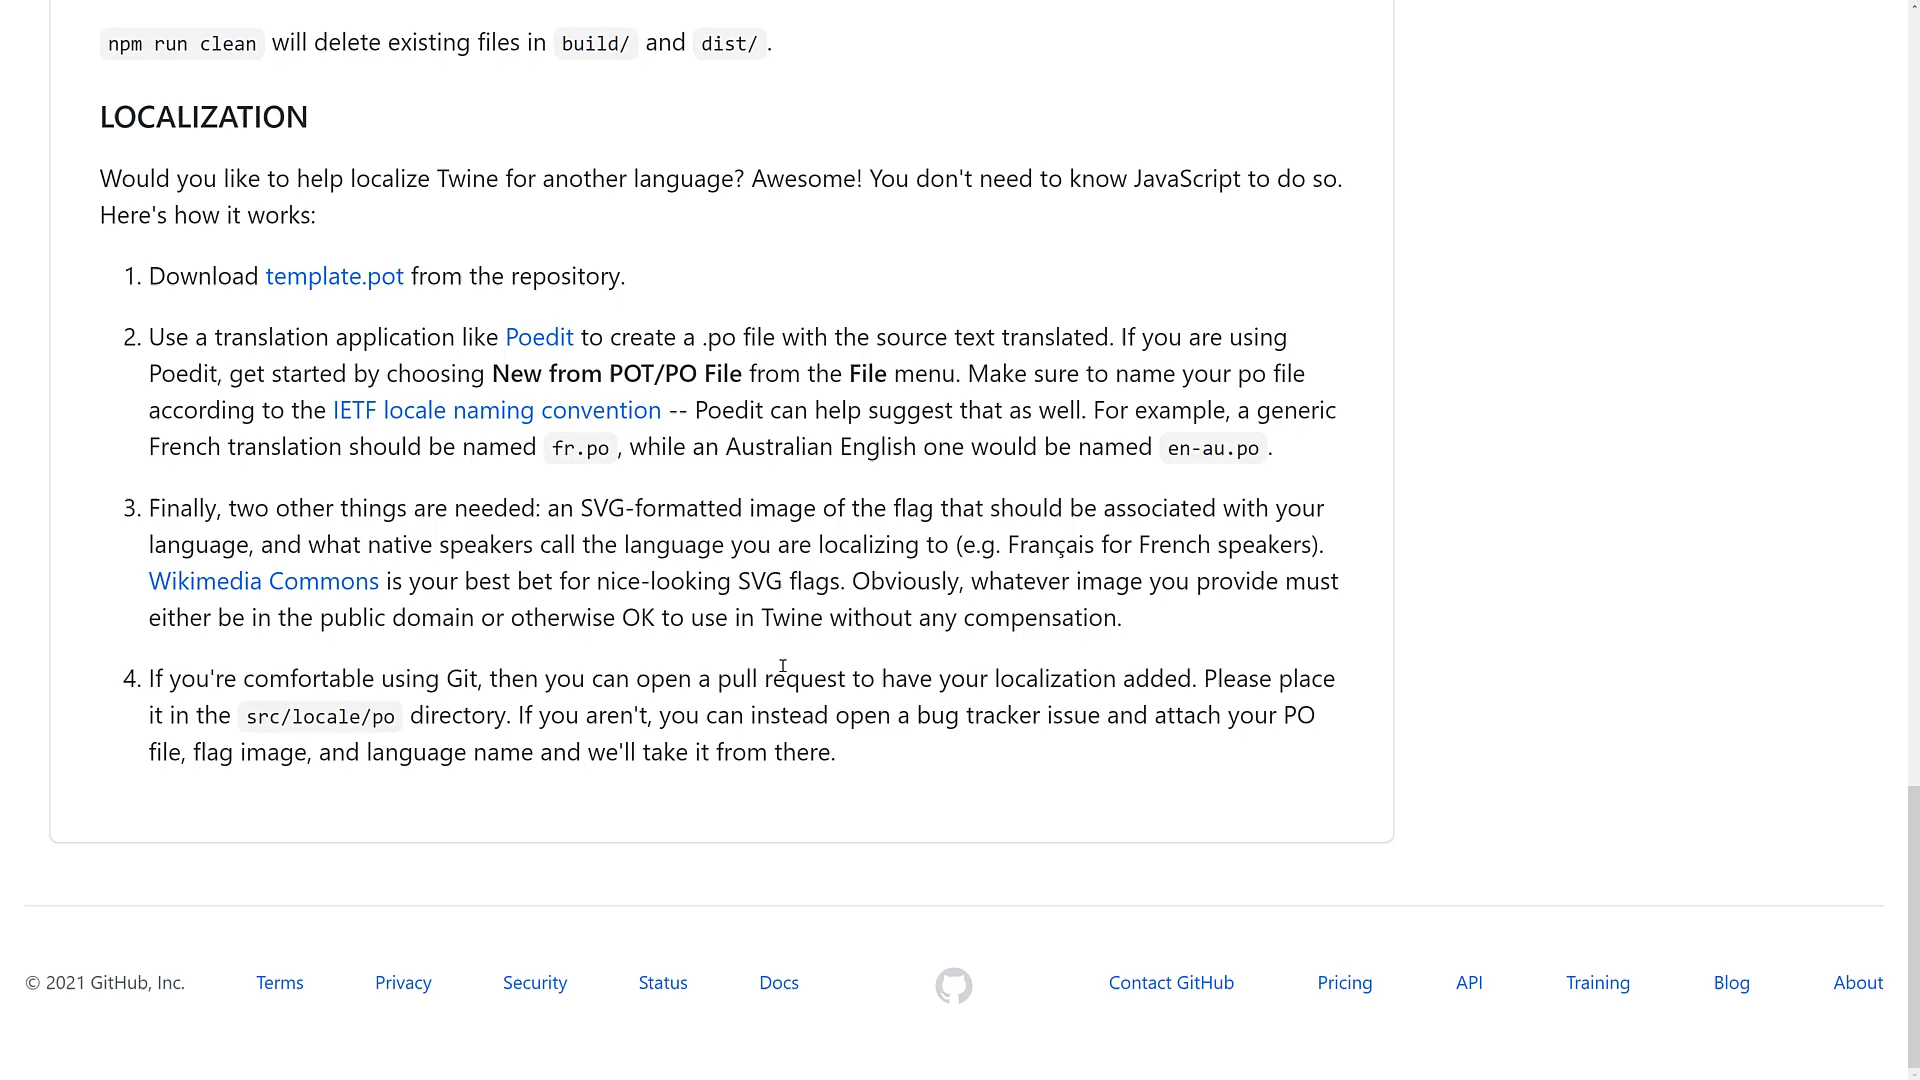 npm run clean will delete existing files in build/ and dist/.
LOCALIZATION
Would you like to help localize Twine for another language? Awesome! You don't need to know JavaScript to do so.
Here's how it works:
1. Download template.pot from the repository.
2. Use a translation application like Poedit to create a .po file with the source text translated. If you are using
Poedit, get started by choosing New from POT/PO File from the File menu. Make sure to name your po file
according to the IETF locale naming convention -- Poedit can help suggest that as well. For example, a generic
French translation should be named fr.po, while an Australian English one would be named en-au.po.
3. Finally, two other things are needed: an SVG-formatted image of the flag that should be associated with your
language, and what native speakers call the language you are localizing to (e.g. Français for French speakers).
Wikimedia Commons is your best bet for nice-looking SVG flags. Obviously, whatever image you provide must
either be in the public domain or otherwise OK to use in Twine without any compensation.
4. If you're comfortable using Git, then you can open a pull request to have your localization added. Please place
it in the src/locale/po directory. If you aren't, you can instead open a bug tracker issue and attach your PO
file, flag image, and language name and we'll take it from there.
© 2021 GitHub, Inc. Terms Privacy Security Status Docs Contact GitHub Pricing API Training Blog About